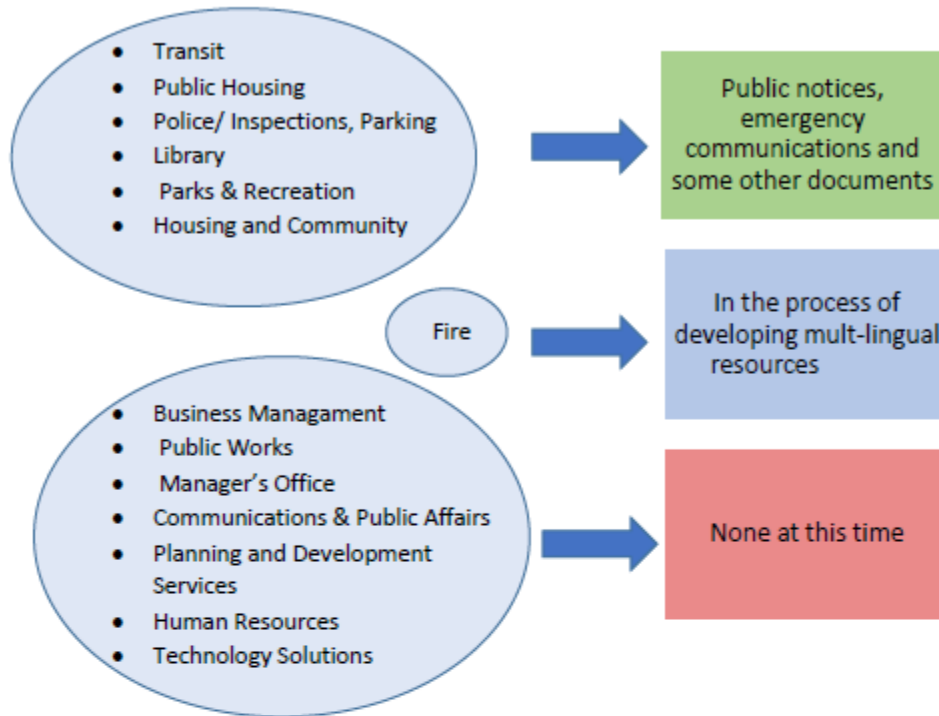 • Transit
• Public Housing
• Police/ Inspections, Parking
• Library
• Parks & Recreation
• Housing and Community
Public notices,
emergency
communications and
some other documents
Fire
In the process of
developing mult-lingual
resources
• Business Managament
• Public Works
• Manager’s Office
• Communications & Public Affairs
• Planning and Development
Services
• Human Resources
• Technology Solutions
None at this time